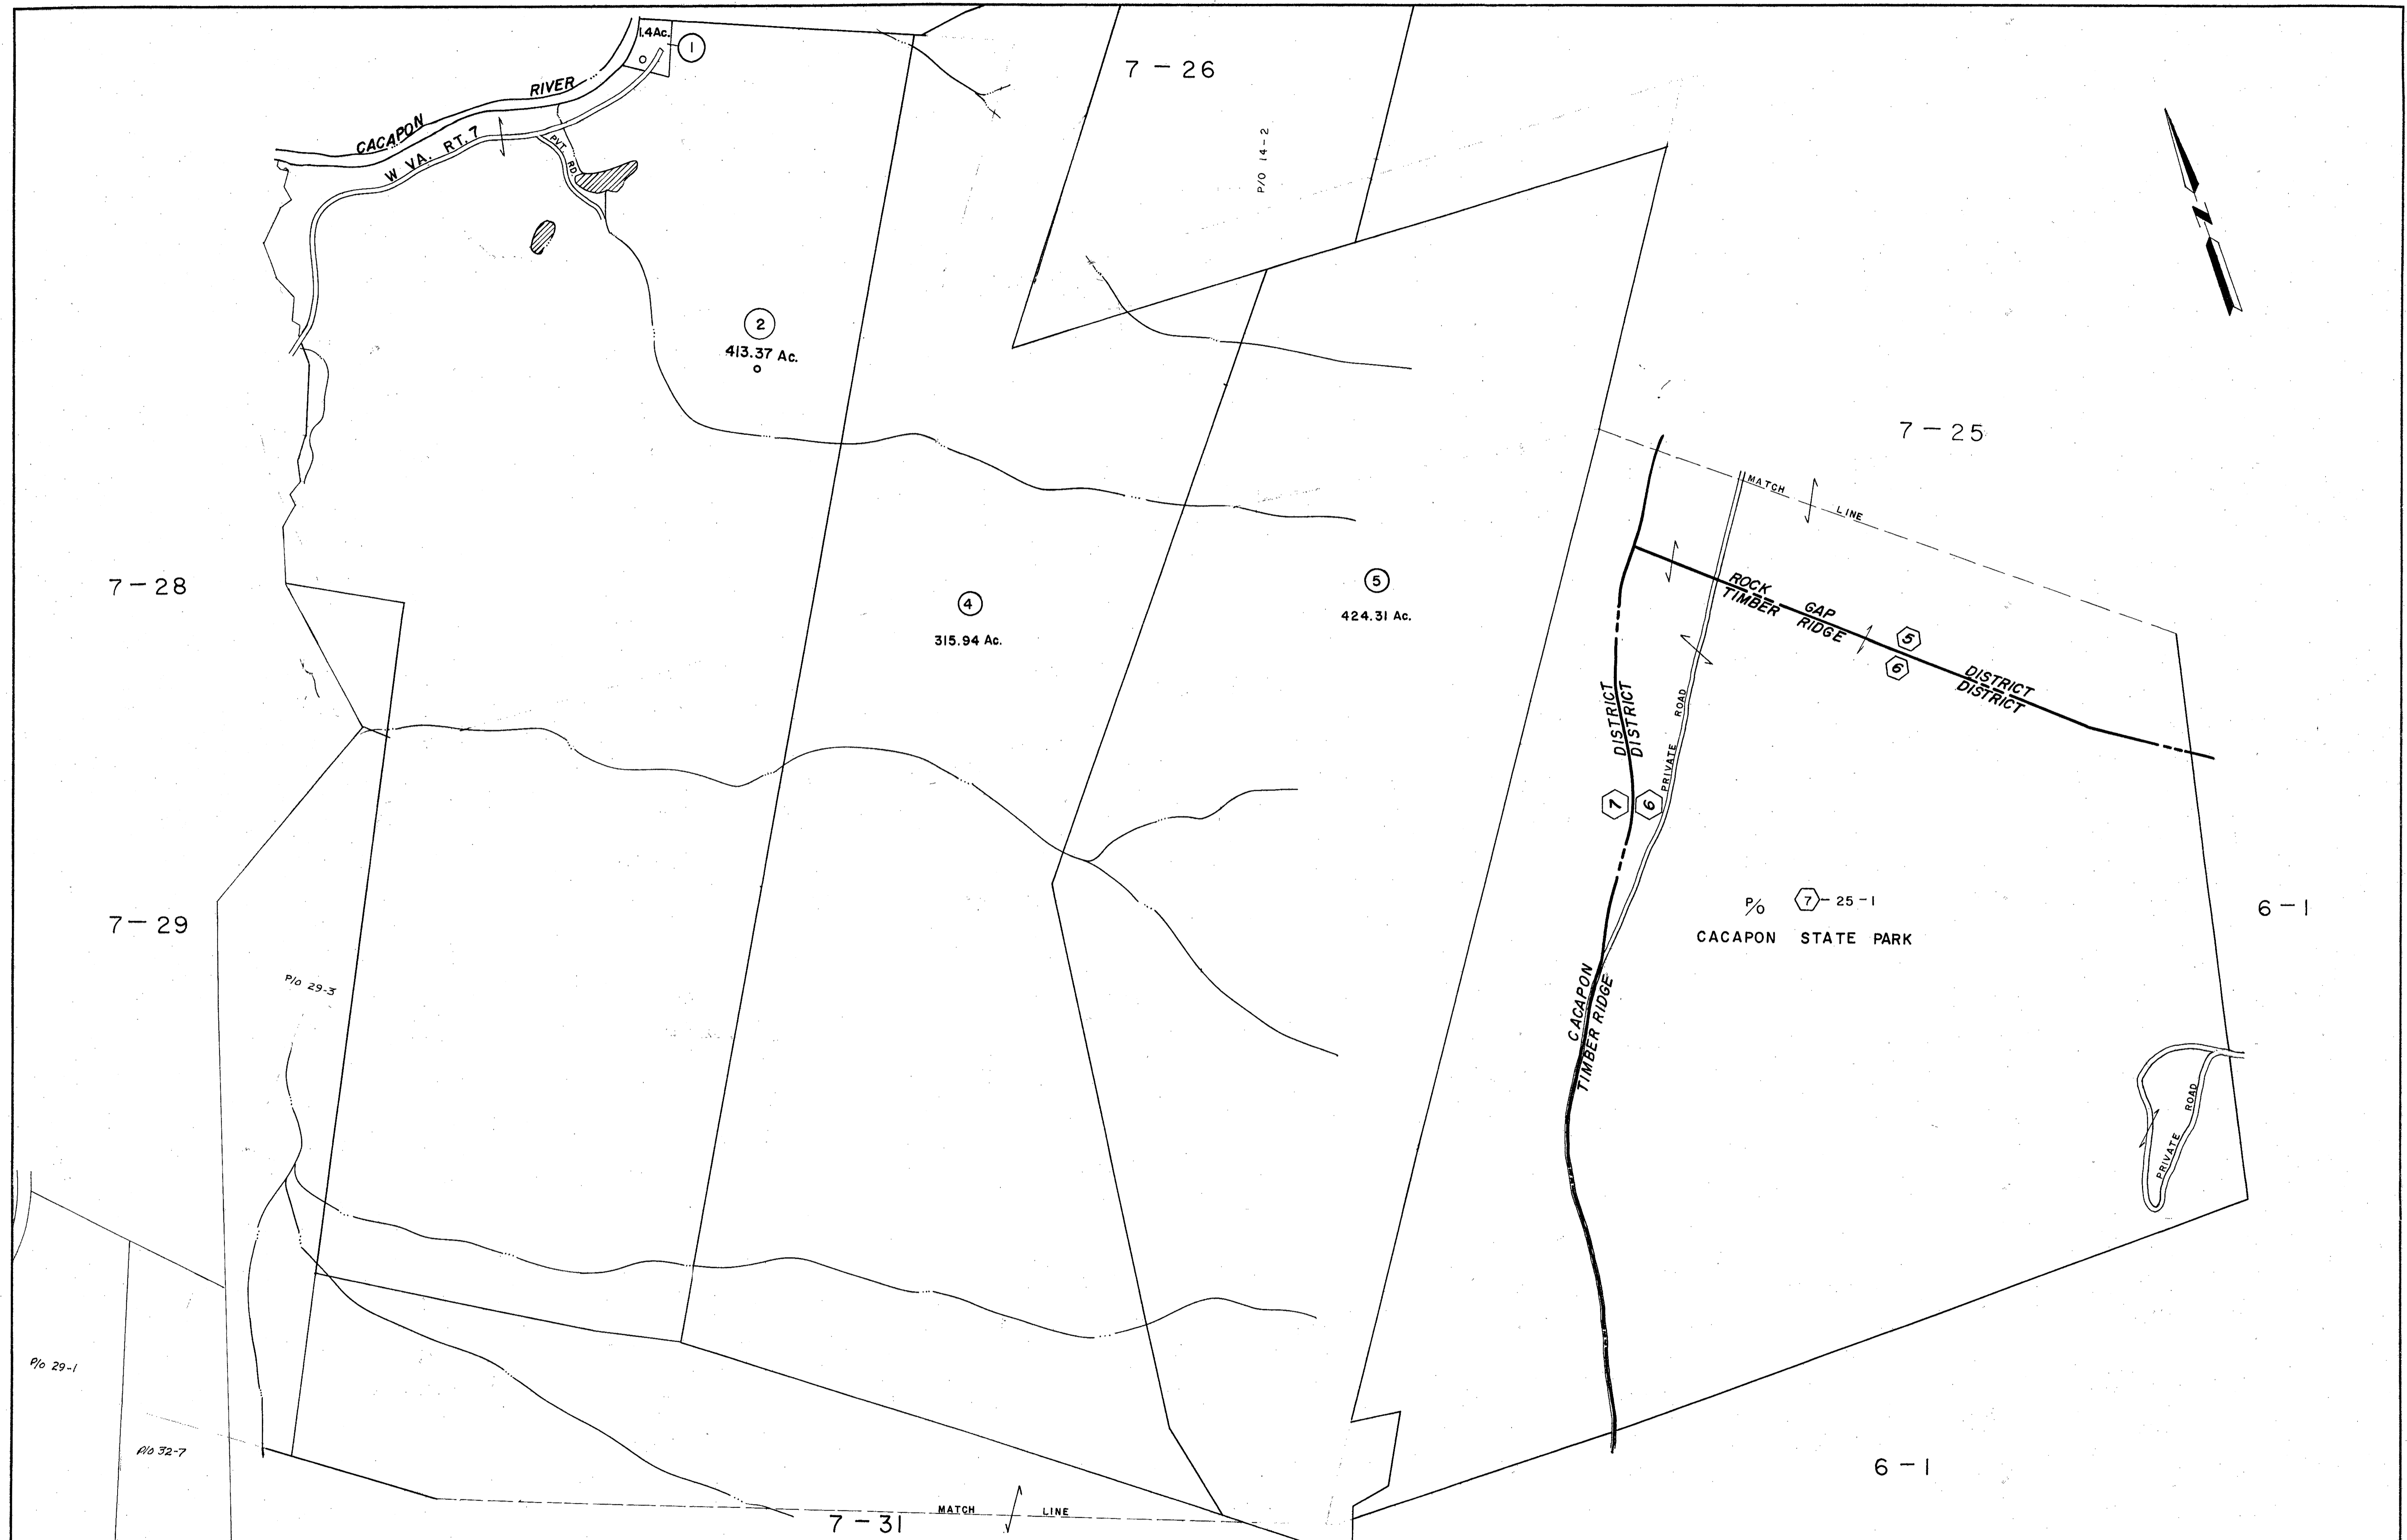 1.4Ac.
1
CACAPON RIVER
W VA. RT. 7
PVT. RD.
7-26
P/O 14-2
N
2
413.37 Ac.
7-25
MATCH LINE
7-28
4
315.94 Ac.
5
424.31 Ac.
ROCK GAP DISTRICT
TIMBER RIDGE DISTRICT
5
6
DISTRICT
DISTRICT
PRIVATE ROAD
7
6
7-29
P/O 29-3
P/O 7-25-1
CACAPON STATE PARK
6-1
CACAPON
TIMBER RIDGE
PRIVATE ROAD
P/O 29-1
P/O 32-7
MATCH LINE
7-31
6-1